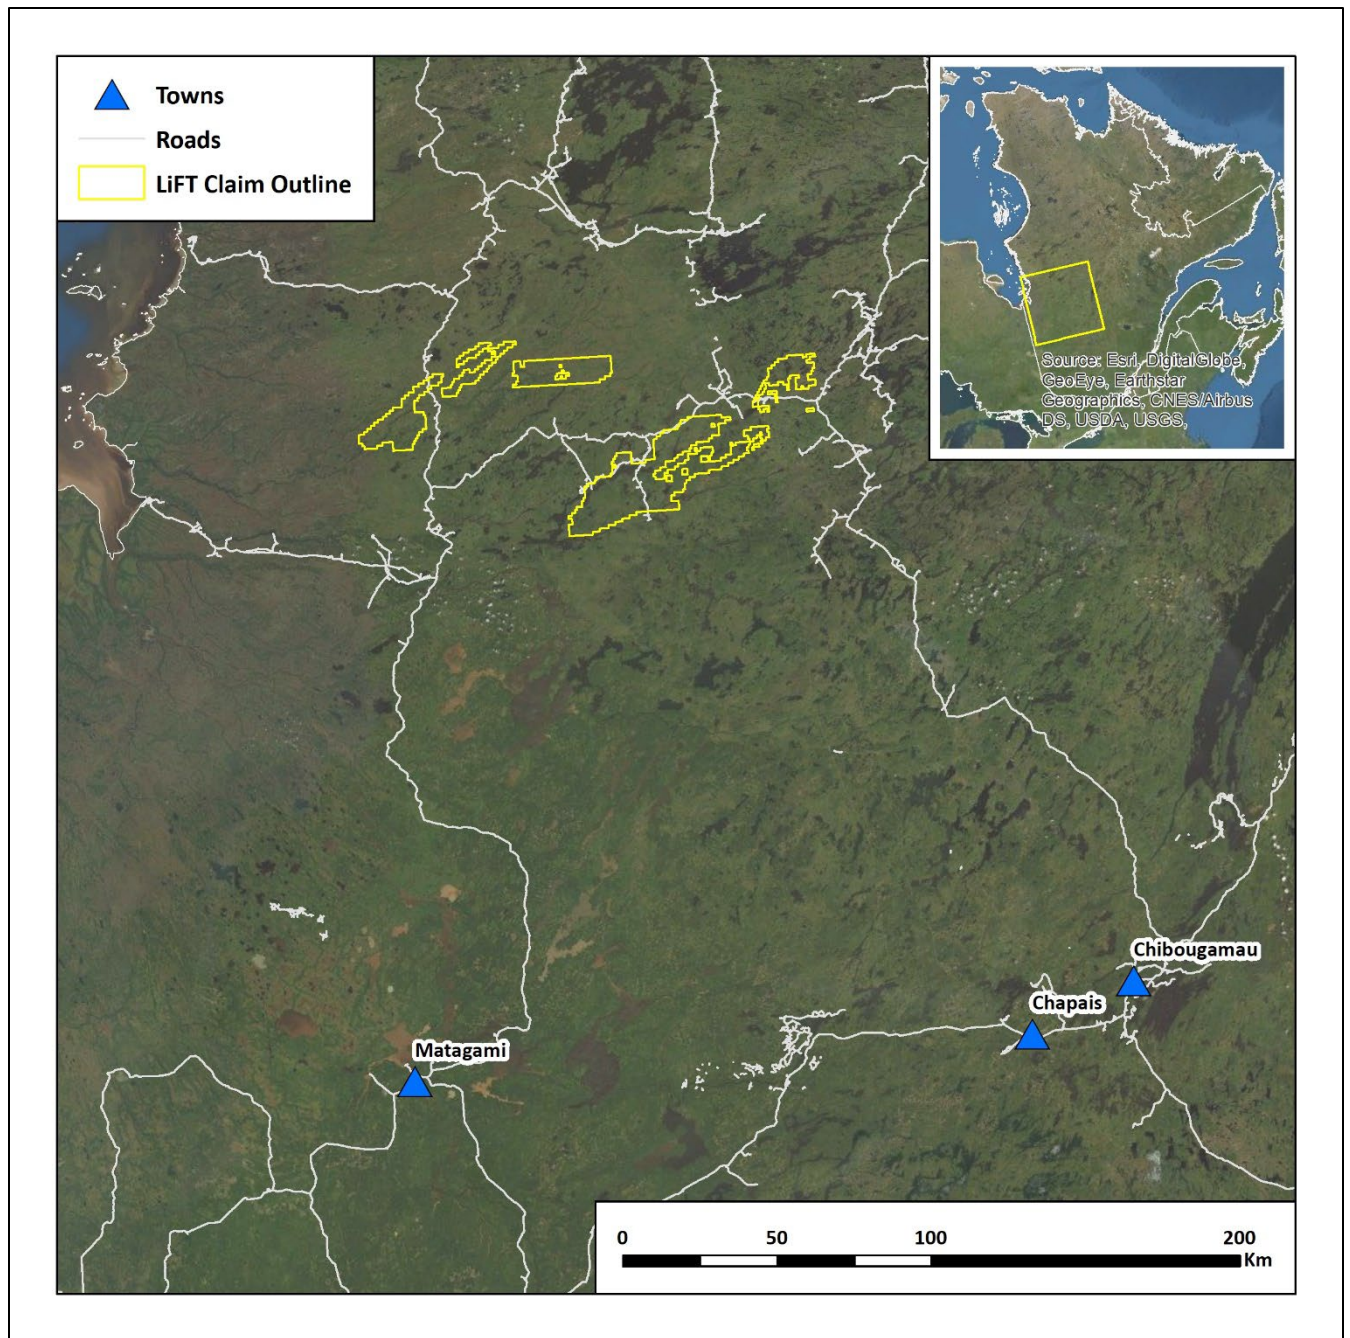 Towns
Roads
LiFT Claim Outline
Source: Esri, DigitalGlobe,
GeoEye, Earthstar
Geographics, CNES/Airbus
DS, USDA, USGS,
Chibougamau
Chapais
Matagami
0 50 100 200
Km